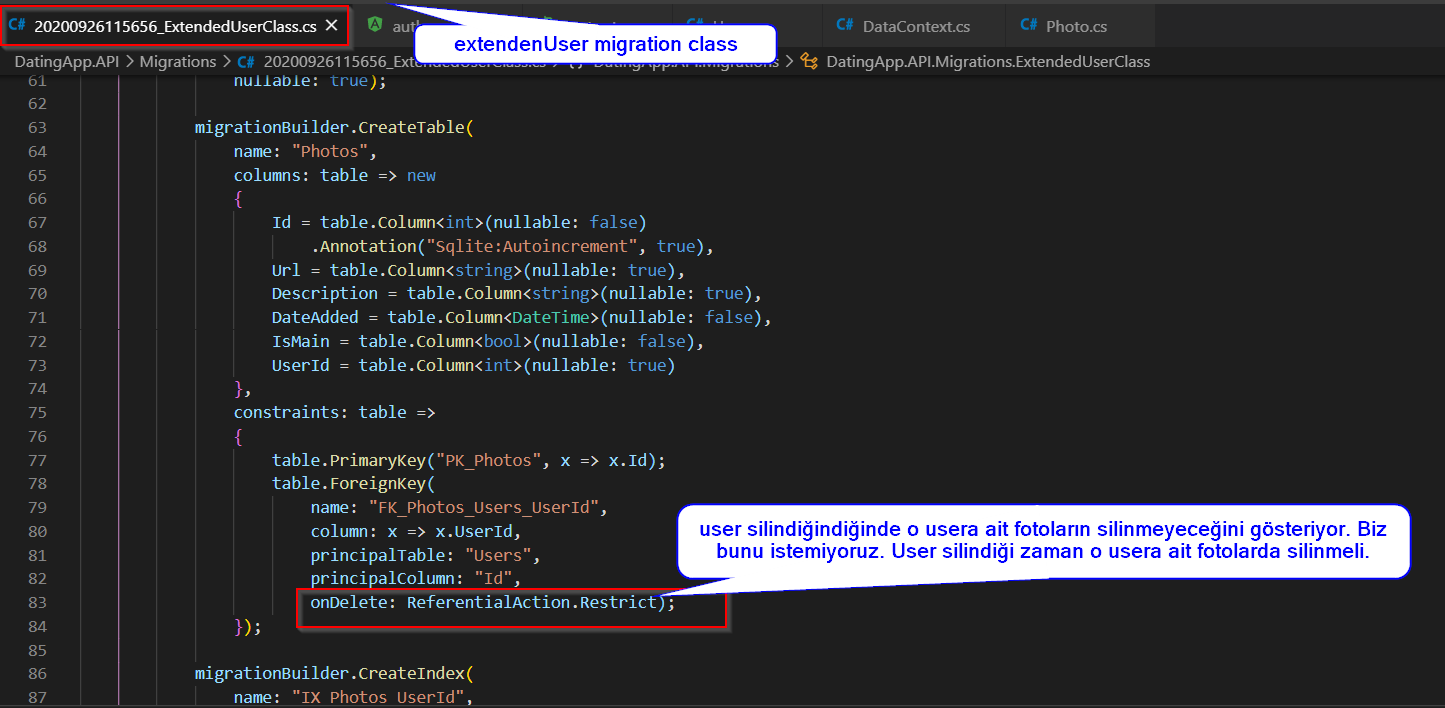 C# 20200926115656_ExtendedUserClass.cs ×
DataContext.cs
C# Photo.cs
extendenUser migration class
DatingApp.API > Migrations > C# 20200926115656_ExtendedUserClass.cs > {} DatingApp.API.Migrations > DatingApp.API.Migrations.ExtendedUserClass
61 nullable: true);
62
63 migrationBuilder.CreateTable(
64 name: "Photos",
65 columns: table => new
66 {
67 Id = table.Column<int>(nullable: false)
68 .Annotation("Sqlite:Autoincrement", true),
69 Url = table.Column<string>(nullable: true),
70 Description = table.Column<string>(nullable: true),
71 DateAdded = table.Column<DateTime>(nullable: false),
72 IsMain = table.Column<bool>(nullable: false),
73 UserId = table.Column<int>(nullable: true)
74 },
75 constraints: table =>
76 {
77 table.PrimaryKey("PK_Photos", x => x.Id);
78 table.ForeignKey(
79 name: "FK_Photos_Users_UserId",
80 column: x => x.UserId,
81 principalTable: "Users",
82 principalColumn: "Id",
83 onDelete: ReferentialAction.Restrict);
84 });
85
86 migrationBuilder.CreateIndex(
87 name: "IX_Photos_UserId",
user silindiğindiğinde o usera ait fotoların silinmeyeceğini gösteriyor. Biz
bunu istemiyoruz. User silindiği zaman o usera ait fotolarda silinmeli.